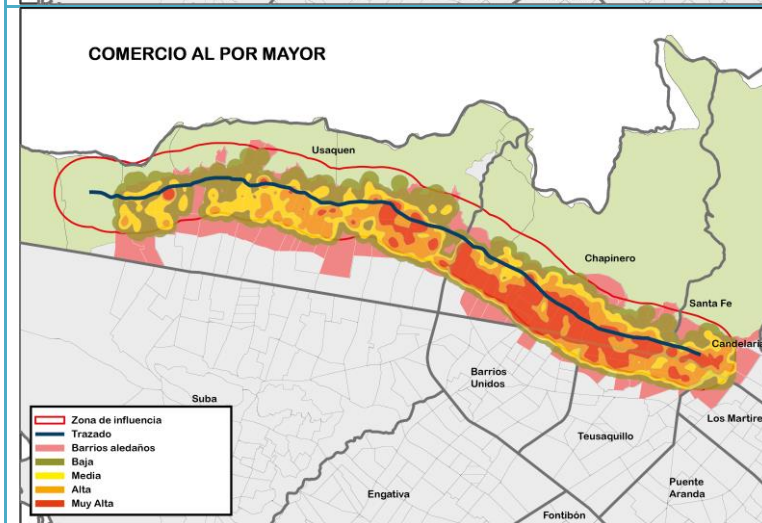 COMERCIO AL POR MAYOR
Usaquen
Chapinero
Santa Fe
Candelaria
Barrios
Unidos
Suba
Los Martire
Teusaquillo
Puente
Aranda
Engativa
Fontibón
Zona de influencia
Trazado
Barrios aledaños
Baja
Media
Alta
Muy Alta